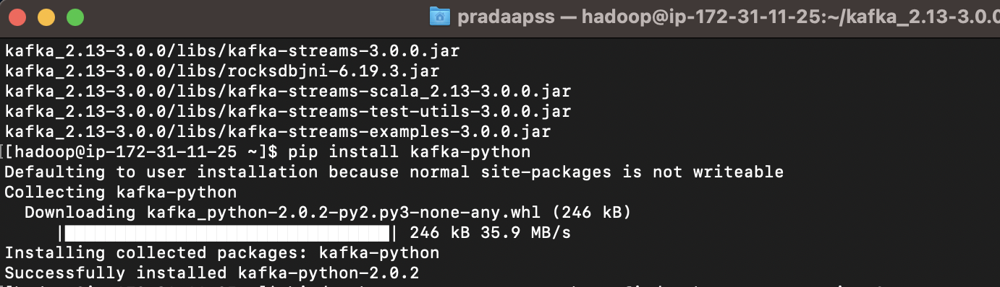 pradaapss — hadoop@ip-172-31-11-25:~/kafka_2.13-3.0.0
kafka_2.13-3.0.0/libs/kafka-streams-3.0.0.jar
kafka_2.13-3.0.0/libs/rocksdbjni-6.19.3.jar
kafka_2.13-3.0.0/libs/kafka-streams-scala_2.13-3.0.0.jar
kafka_2.13-3.0.0/libs/kafka-streams-test-utils-3.0.0.jar
kafka_2.13-3.0.0/libs/kafka-streams-examples-3.0.0.jar
[[hadoop@ip-172-31-11-25 ~]$ pip install kafka-python
Defaulting to user installation because normal site-packages is not writeable
Collecting kafka-python
Downloading kafka_python-2.0.2-py2.py3-none-any.whl (246 kB)
|████████████████████████████████| 246 kB 35.9 MB/s
Installing collected packages: kafka-python
Successfully installed kafka-python-2.0.2